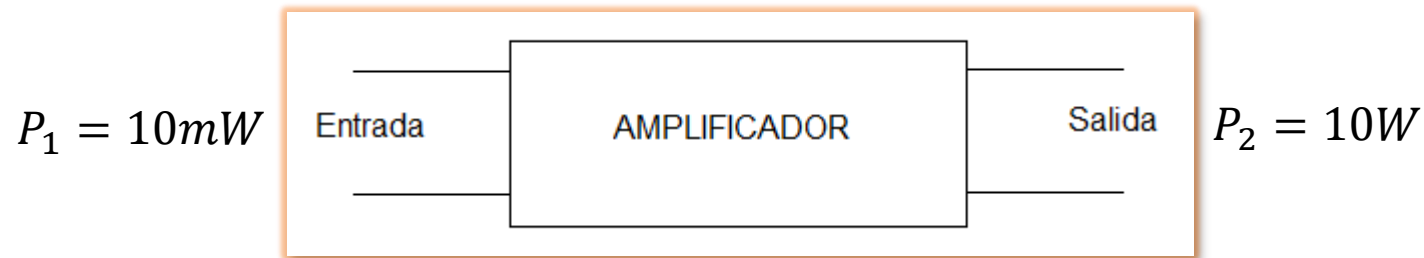 P₁ = 10mW
Entrada
AMPLIFICADOR
Salida
P₂ = 10W